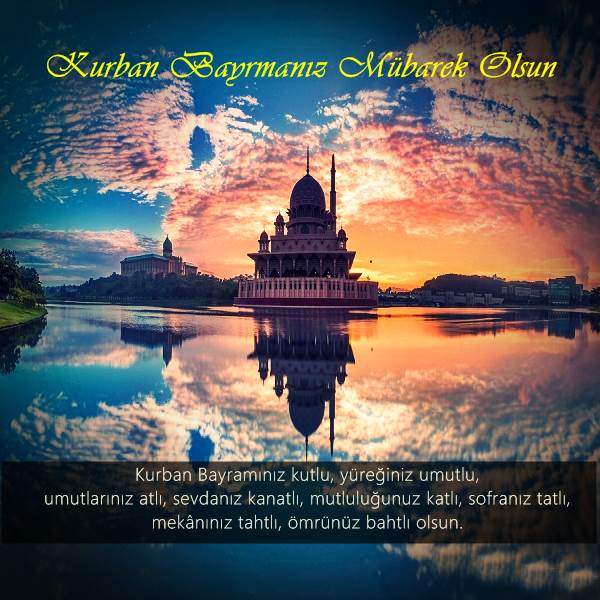 Kurban Bayrmanız Mübarek Olsun
Kurban Bayramınız kutlu, yüreğiniz umutlu,
umutlarınız atlı, sevdanız kanatlı, mutluluğunuz katlı, sofranız tatlı,
mekânınız tahtlı, ömrünüz bahtlı olsun.